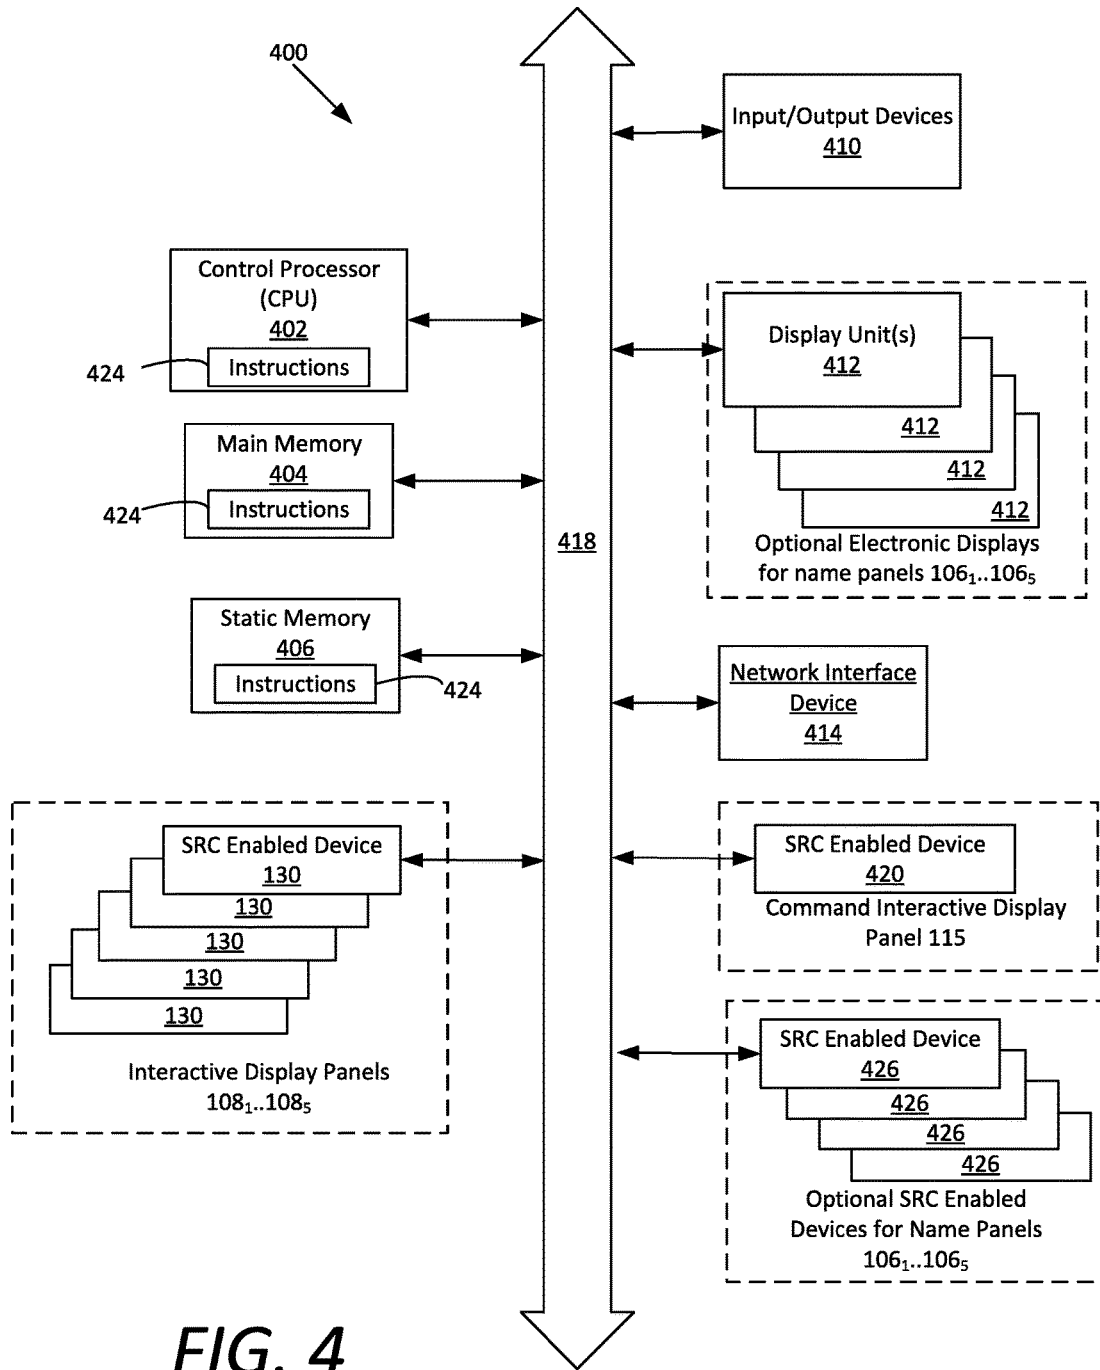 400
Input/Output Devices
410
Control Processor
(CPU)
402
Instructions
424
Display Unit(s)
412
412
412
412
Optional Electronic Displays
for name panels 106₁..106₅
Main Memory
404
Instructions
424
418
Static Memory
406
Instructions
424
Network Interface
Device
414
SRC Enabled Device
130
130
130
130
130
Interactive Display Panels
108₁..108₅
SRC Enabled Device
420
Command Interactive Display
Panel 115
SRC Enabled Device
426
426
426
426
Optional SRC Enabled
Devices for Name Panels
106₁..106₅
FIG. 4